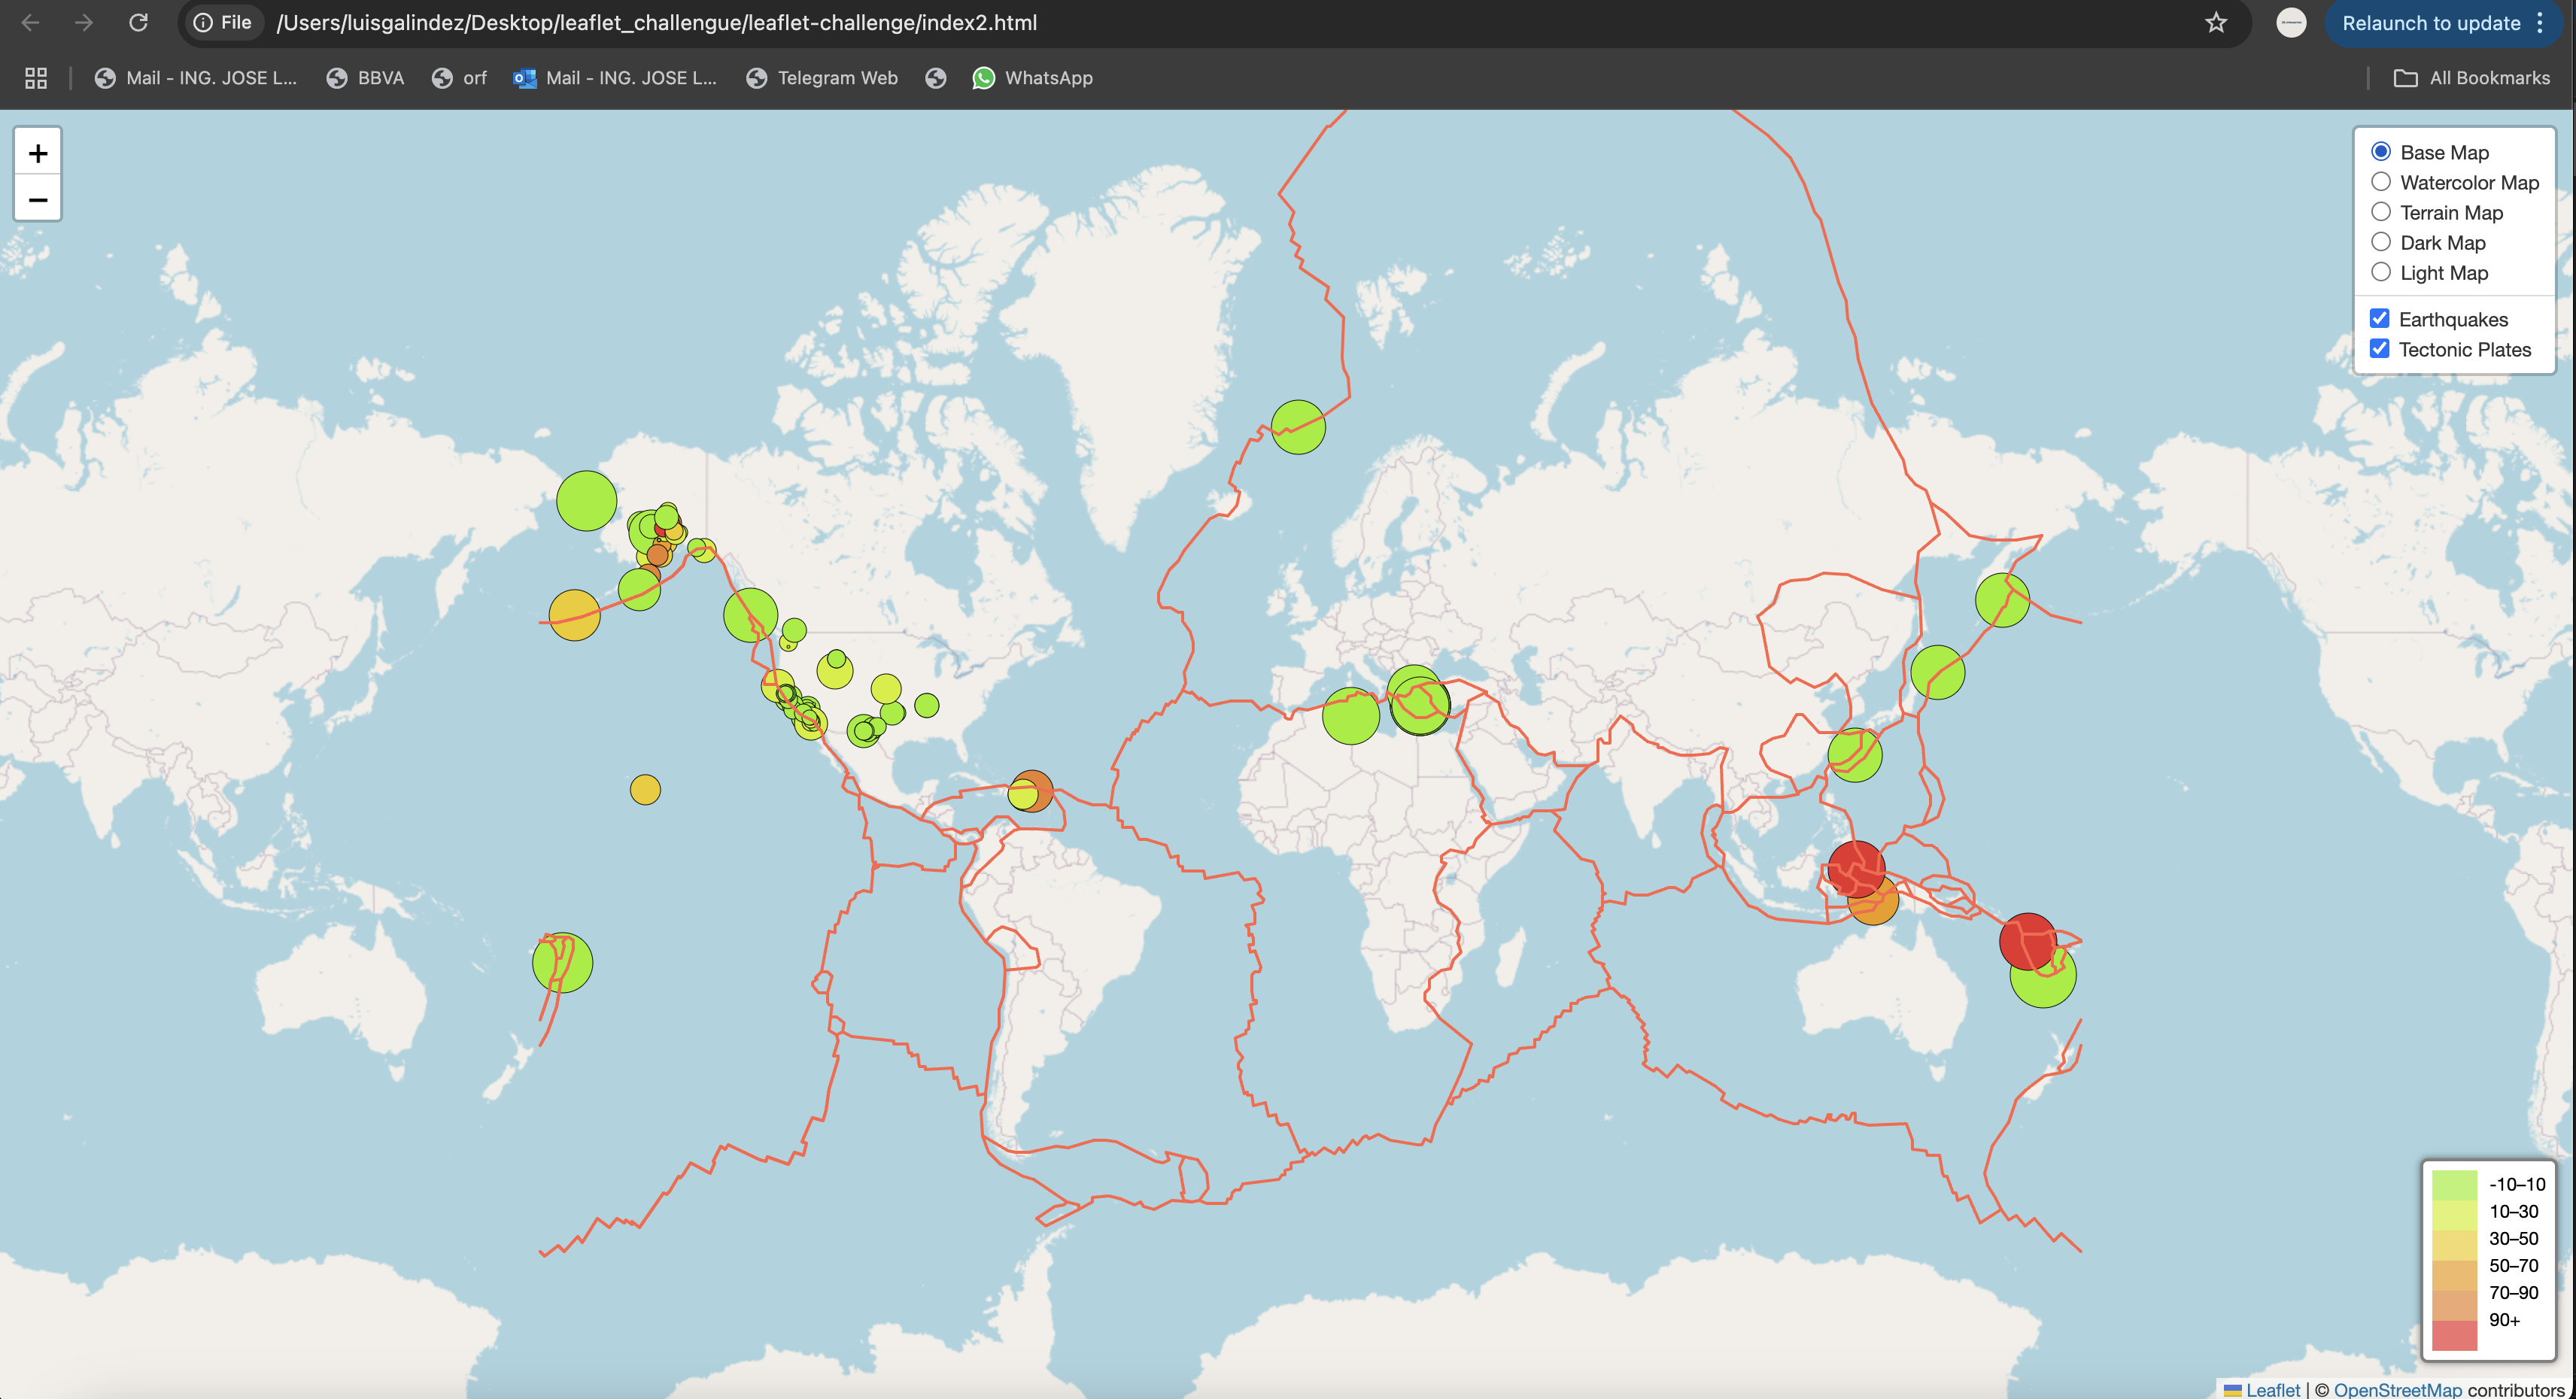 File /Users/luisgalindez/Desktop/leaflet_challengue/leaflet-challenge/index2.html Relaunch to update
Mail - ING. JOSE L... BBVA orf Mail - ING. JOSE L... Telegram Web WhatsApp All Bookmarks
+
−
Base Map
Watercolor Map
Terrain Map
Dark Map
Light Map
Earthquakes
Tectonic Plates
-10–10
10–30
30–50
50–70
70–90
90+
Leaflet | © OpenStreetMap contributors